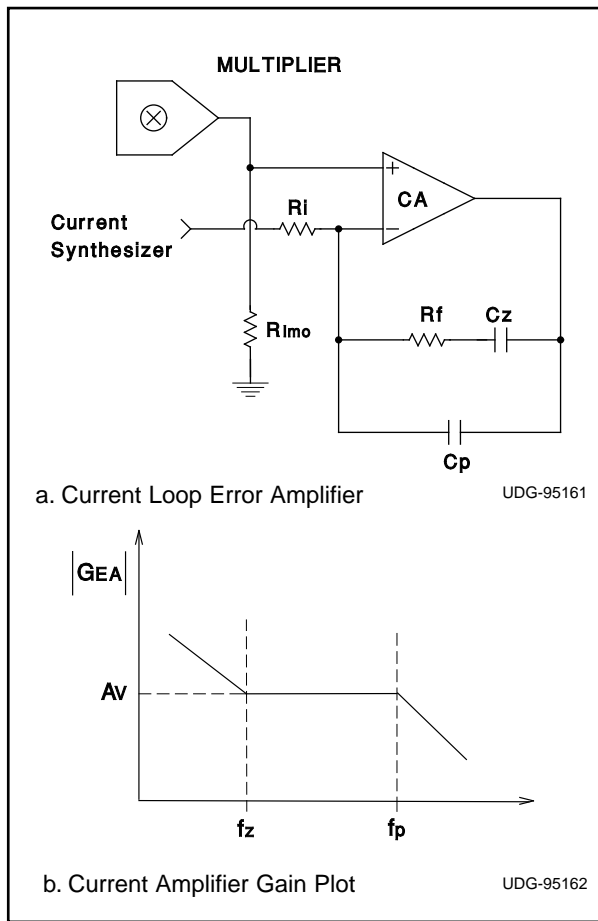 MULTIPLIER
CA
+
−
Ri
Current
Synthesizer
Rf
Cz
RImo
Cp
a. Current Loop Error Amplifier
UDG-95161
|GEA|
AV
fz
fp
b. Current Amplifier Gain Plot
UDG-95162